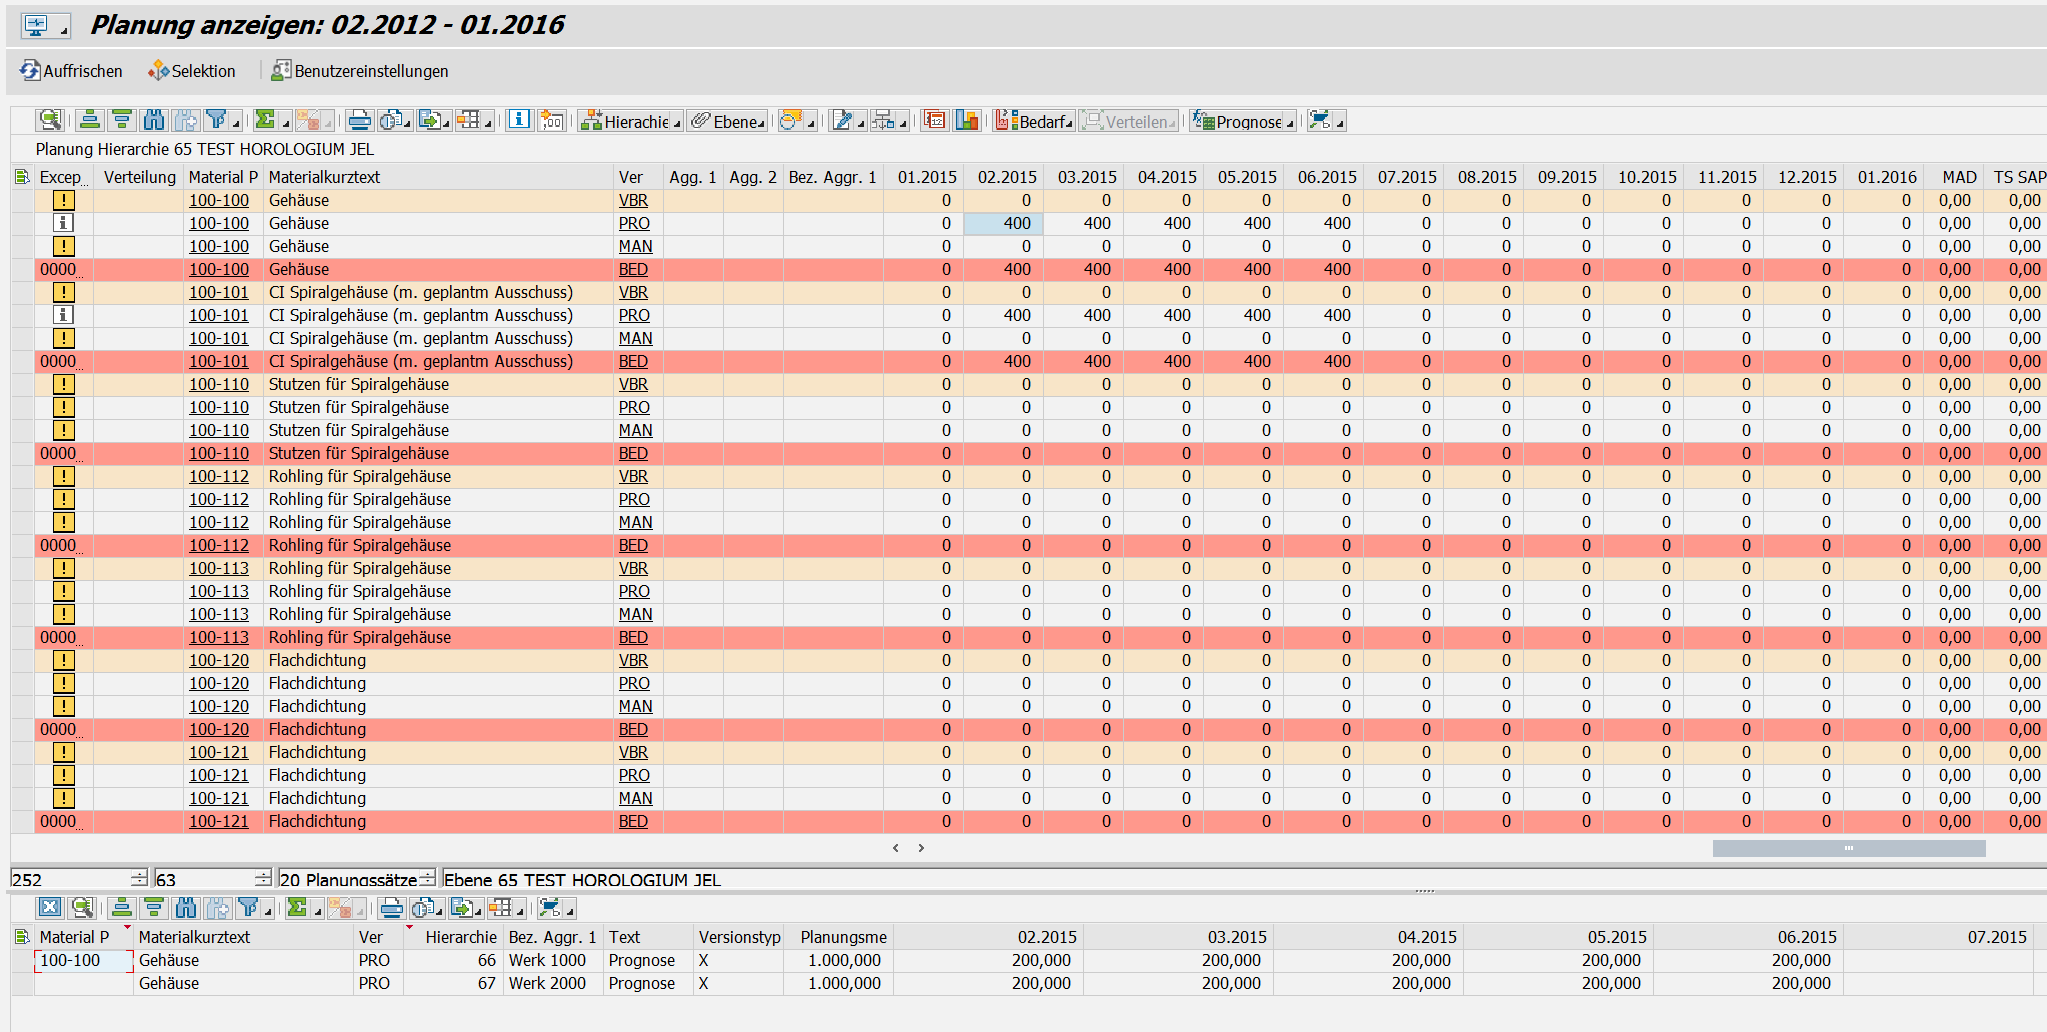 Planung anzeigen: 02.2012 - 01.2016
Auffrischen Selektion Benutzereinstellungen
Hierarchie Ebene Bedarf Verteilen Prognose
Planung Hierarchie 65 TEST HOROLOGIUM JEL
Excep... Verteilung Material P Materialkurztext Ver Agg. 1 Agg. 2 Bez. Aggr. 1 01.2015 02.2015 03.2015 04.2015 05.2015 06.2015 07.2015 08.2015 09.2015 10.2015 11.2015 12.2015 01.2016 MAD TS SAP
100-100 Gehäuse VBR 0 0 0 0 0 0 0 0 0 0 0 0 0 0,00 0,00
100-100 Gehäuse PRO 0 400 400 400 400 400 0 0 0 0 0 0 0 0,00 0,00
100-100 Gehäuse MAN 0 0 0 0 0 0 0 0 0 0 0 0 0 0,00 0,00
0000... 100-100 Gehäuse BED 0 400 400 400 400 400 0 0 0 0 0 0 0 0,00 0,00
100-101 CI Spiralgehäuse (m. geplantm Ausschuss) VBR 0 0 0 0 0 0 0 0 0 0 0 0 0 0,00 0,00
100-101 CI Spiralgehäuse (m. geplantm Ausschuss) PRO 0 400 400 400 400 400 0 0 0 0 0 0 0 0,00 0,00
100-101 CI Spiralgehäuse (m. geplantm Ausschuss) MAN 0 0 0 0 0 0 0 0 0 0 0 0 0 0,00 0,00
0000... 100-101 CI Spiralgehäuse (m. geplantm Ausschuss) BED 0 400 400 400 400 400 0 0 0 0 0 0 0 0,00 0,00
100-110 Stutzen für Spiralgehäuse VBR 0 0 0 0 0 0 0 0 0 0 0 0 0 0,00 0,00
100-110 Stutzen für Spiralgehäuse PRO 0 0 0 0 0 0 0 0 0 0 0 0 0 0,00 0,00
100-110 Stutzen für Spiralgehäuse MAN 0 0 0 0 0 0 0 0 0 0 0 0 0 0,00 0,00
0000... 100-110 Stutzen für Spiralgehäuse BED 0 0 0 0 0 0 0 0 0 0 0 0 0 0,00 0,00
100-112 Rohling für Spiralgehäuse VBR 0 0 0 0 0 0 0 0 0 0 0 0 0 0,00 0,00
100-112 Rohling für Spiralgehäuse PRO 0 0 0 0 0 0 0 0 0 0 0 0 0 0,00 0,00
100-112 Rohling für Spiralgehäuse MAN 0 0 0 0 0 0 0 0 0 0 0 0 0 0,00 0,00
0000... 100-112 Rohling für Spiralgehäuse BED 0 0 0 0 0 0 0 0 0 0 0 0 0 0,00 0,00
100-113 Rohling für Spiralgehäuse VBR 0 0 0 0 0 0 0 0 0 0 0 0 0 0,00 0,00
100-113 Rohling für Spiralgehäuse PRO 0 0 0 0 0 0 0 0 0 0 0 0 0 0,00 0,00
100-113 Rohling für Spiralgehäuse MAN 0 0 0 0 0 0 0 0 0 0 0 0 0 0,00 0,00
0000... 100-113 Rohling für Spiralgehäuse BED 0 0 0 0 0 0 0 0 0 0 0 0 0 0,00 0,00
100-120 Flachdichtung VBR 0 0 0 0 0 0 0 0 0 0 0 0 0 0,00 0,00
100-120 Flachdichtung PRO 0 0 0 0 0 0 0 0 0 0 0 0 0 0,00 0,00
100-120 Flachdichtung MAN 0 0 0 0 0 0 0 0 0 0 0 0 0 0,00 0,00
0000... 100-120 Flachdichtung BED 0 0 0 0 0 0 0 0 0 0 0 0 0 0,00 0,00
100-121 Flachdichtung VBR 0 0 0 0 0 0 0 0 0 0 0 0 0 0,00 0,00
100-121 Flachdichtung PRO 0 0 0 0 0 0 0 0 0 0 0 0 0 0,00 0,00
100-121 Flachdichtung MAN 0 0 0 0 0 0 0 0 0 0 0 0 0 0,00 0,00
0000... 100-121 Flachdichtung BED 0 0 0 0 0 0 0 0 0 0 0 0 0 0,00 0,00
252 63 20 Planungssätze Ebene 65 TEST HOROLOGIUM JEL
Material P Materialkurztext Ver Hierarchie Bez. Aggr. 1 Text Versionstyp Planungsme 02.2015 03.2015 04.2015 05.2015 06.2015 07.2015
100-100 Gehäuse PRO 66 Werk 1000 Prognose X 1.000,000 200,000 200,000 200,000 200,000 200,000
Gehäuse PRO 67 Werk 2000 Prognose X 1.000,000 200,000 200,000 200,000 200,000 200,000